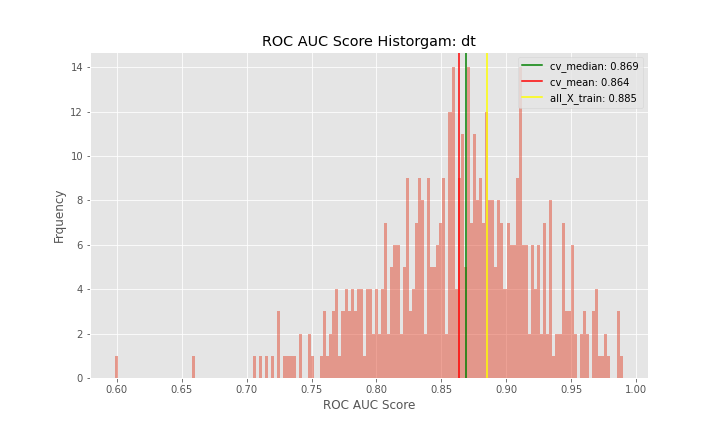 ROC AUC Score Historgam: dt
cv_median: 0.869
cv_mean: 0.864
all_X_train: 0.885
Frquency
14
12
10
8
6
4
2
0
0.60 0.65 0.70 0.75 0.80 0.85 0.90 0.95 1.00
ROC AUC Score